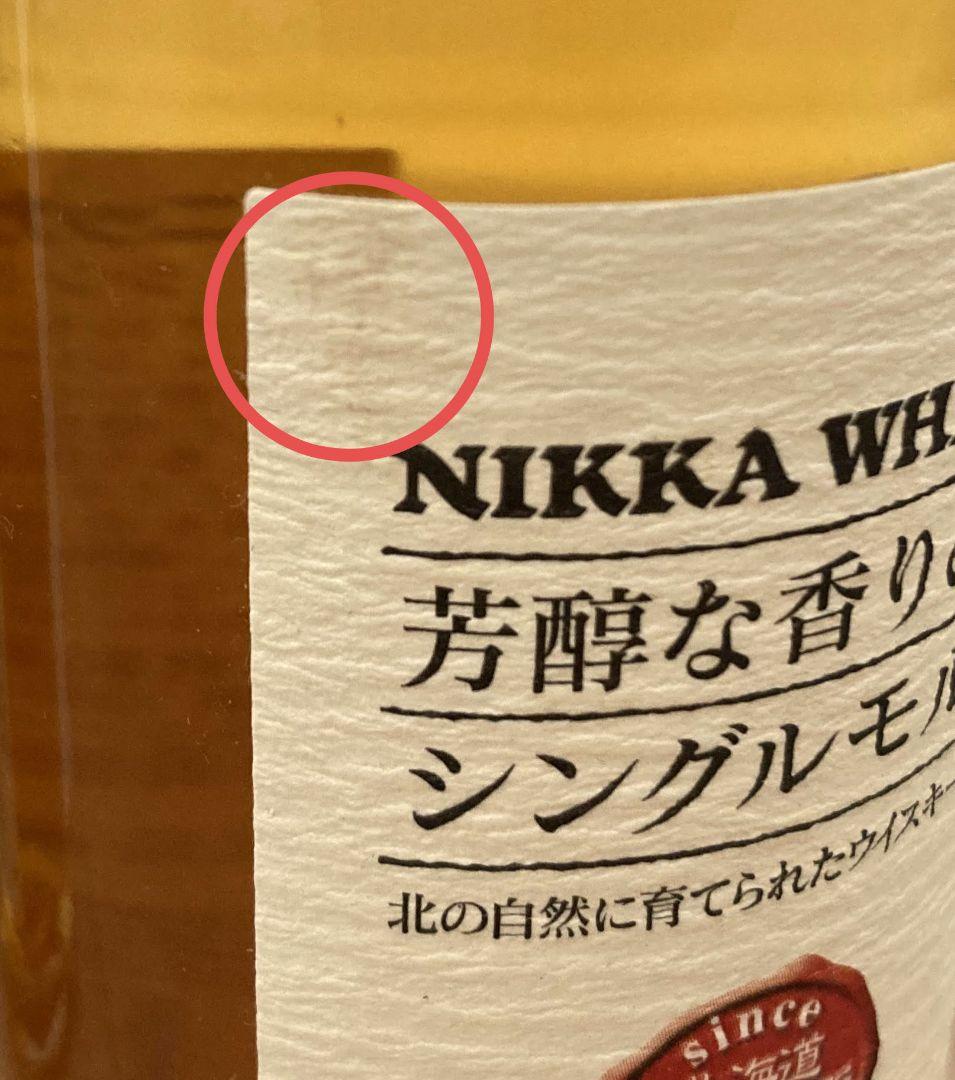 NIKKA
芳醇な香り
シングルモル
北の自然に育てられたウイスキー
since
海道